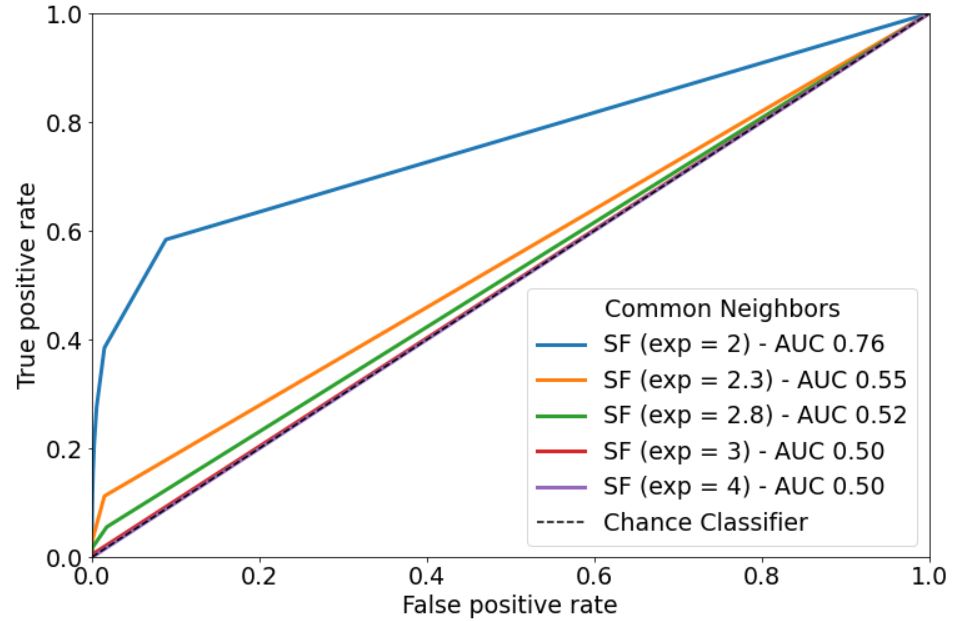 1.0
0.8
0.6
0.4
0.2
0.0
True positive rate
Common Neighbors
SF (exp = 2) - AUC 0.76
SF (exp = 2.3) - AUC 0.55
SF (exp = 2.8) - AUC 0.52
SF (exp = 3) - AUC 0.50
SF (exp = 4) - AUC 0.50
Chance Classifier
0.0 0.2 0.4 0.6 0.8 1.0
False positive rate